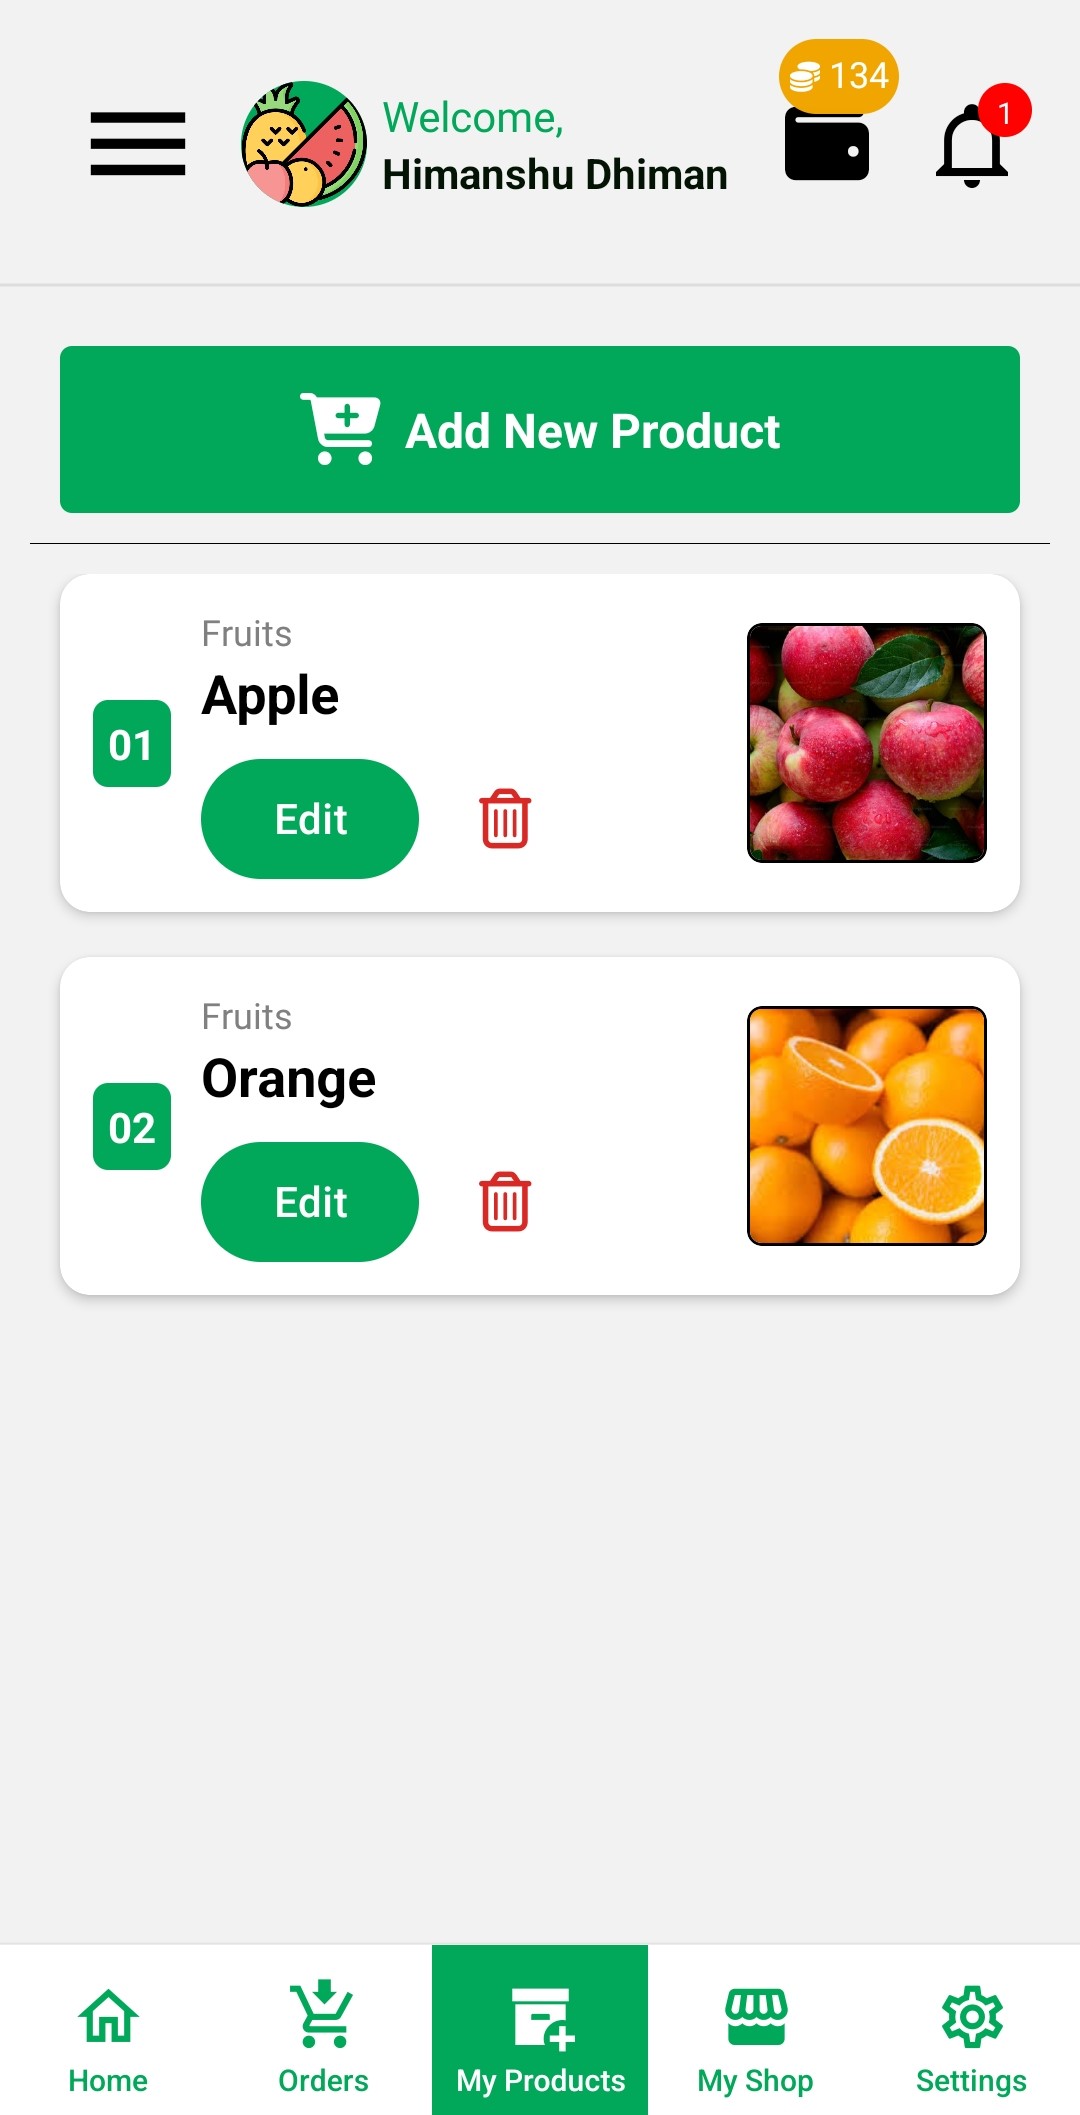 134
Welcome,
1
Himanshu Dhiman
Add New Product
Fruits
Apple
01
Edit
Fruits
Orange
02
Edit
Home
Orders
My Products
My Shop
Settings